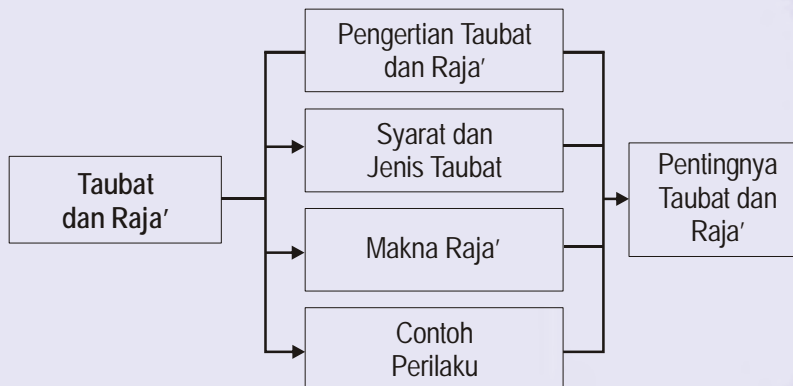 Taubat
dan Raja′
Pengertian Taubat
dan Raja′
Syarat dan
Jenis Taubat
Makna Raja′
Contoh
Perilaku
Pentingnya
Taubat dan
Raja′